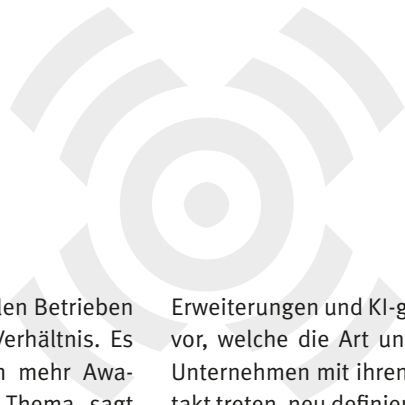 len Betrieben
Verhältnis. Es
mehr Awa-
Thema sagt
Erweiterungen und KI-g
vor, welche die Art un
Unternehmen mit ihren
takt treten, neu definier